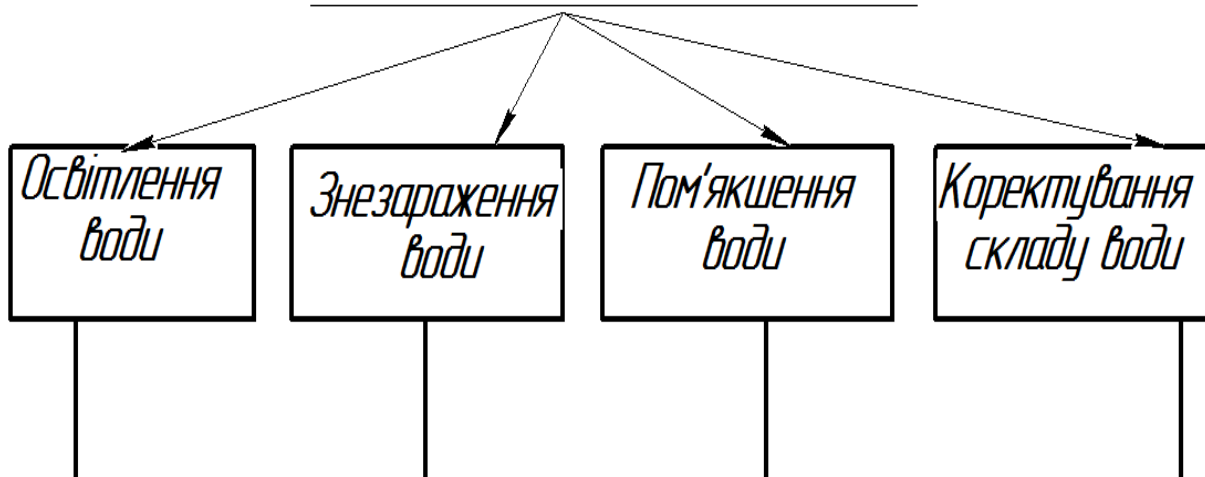 Освітлення
води
Знезараження
води
Пом'якшення
води
Коректування
складу води